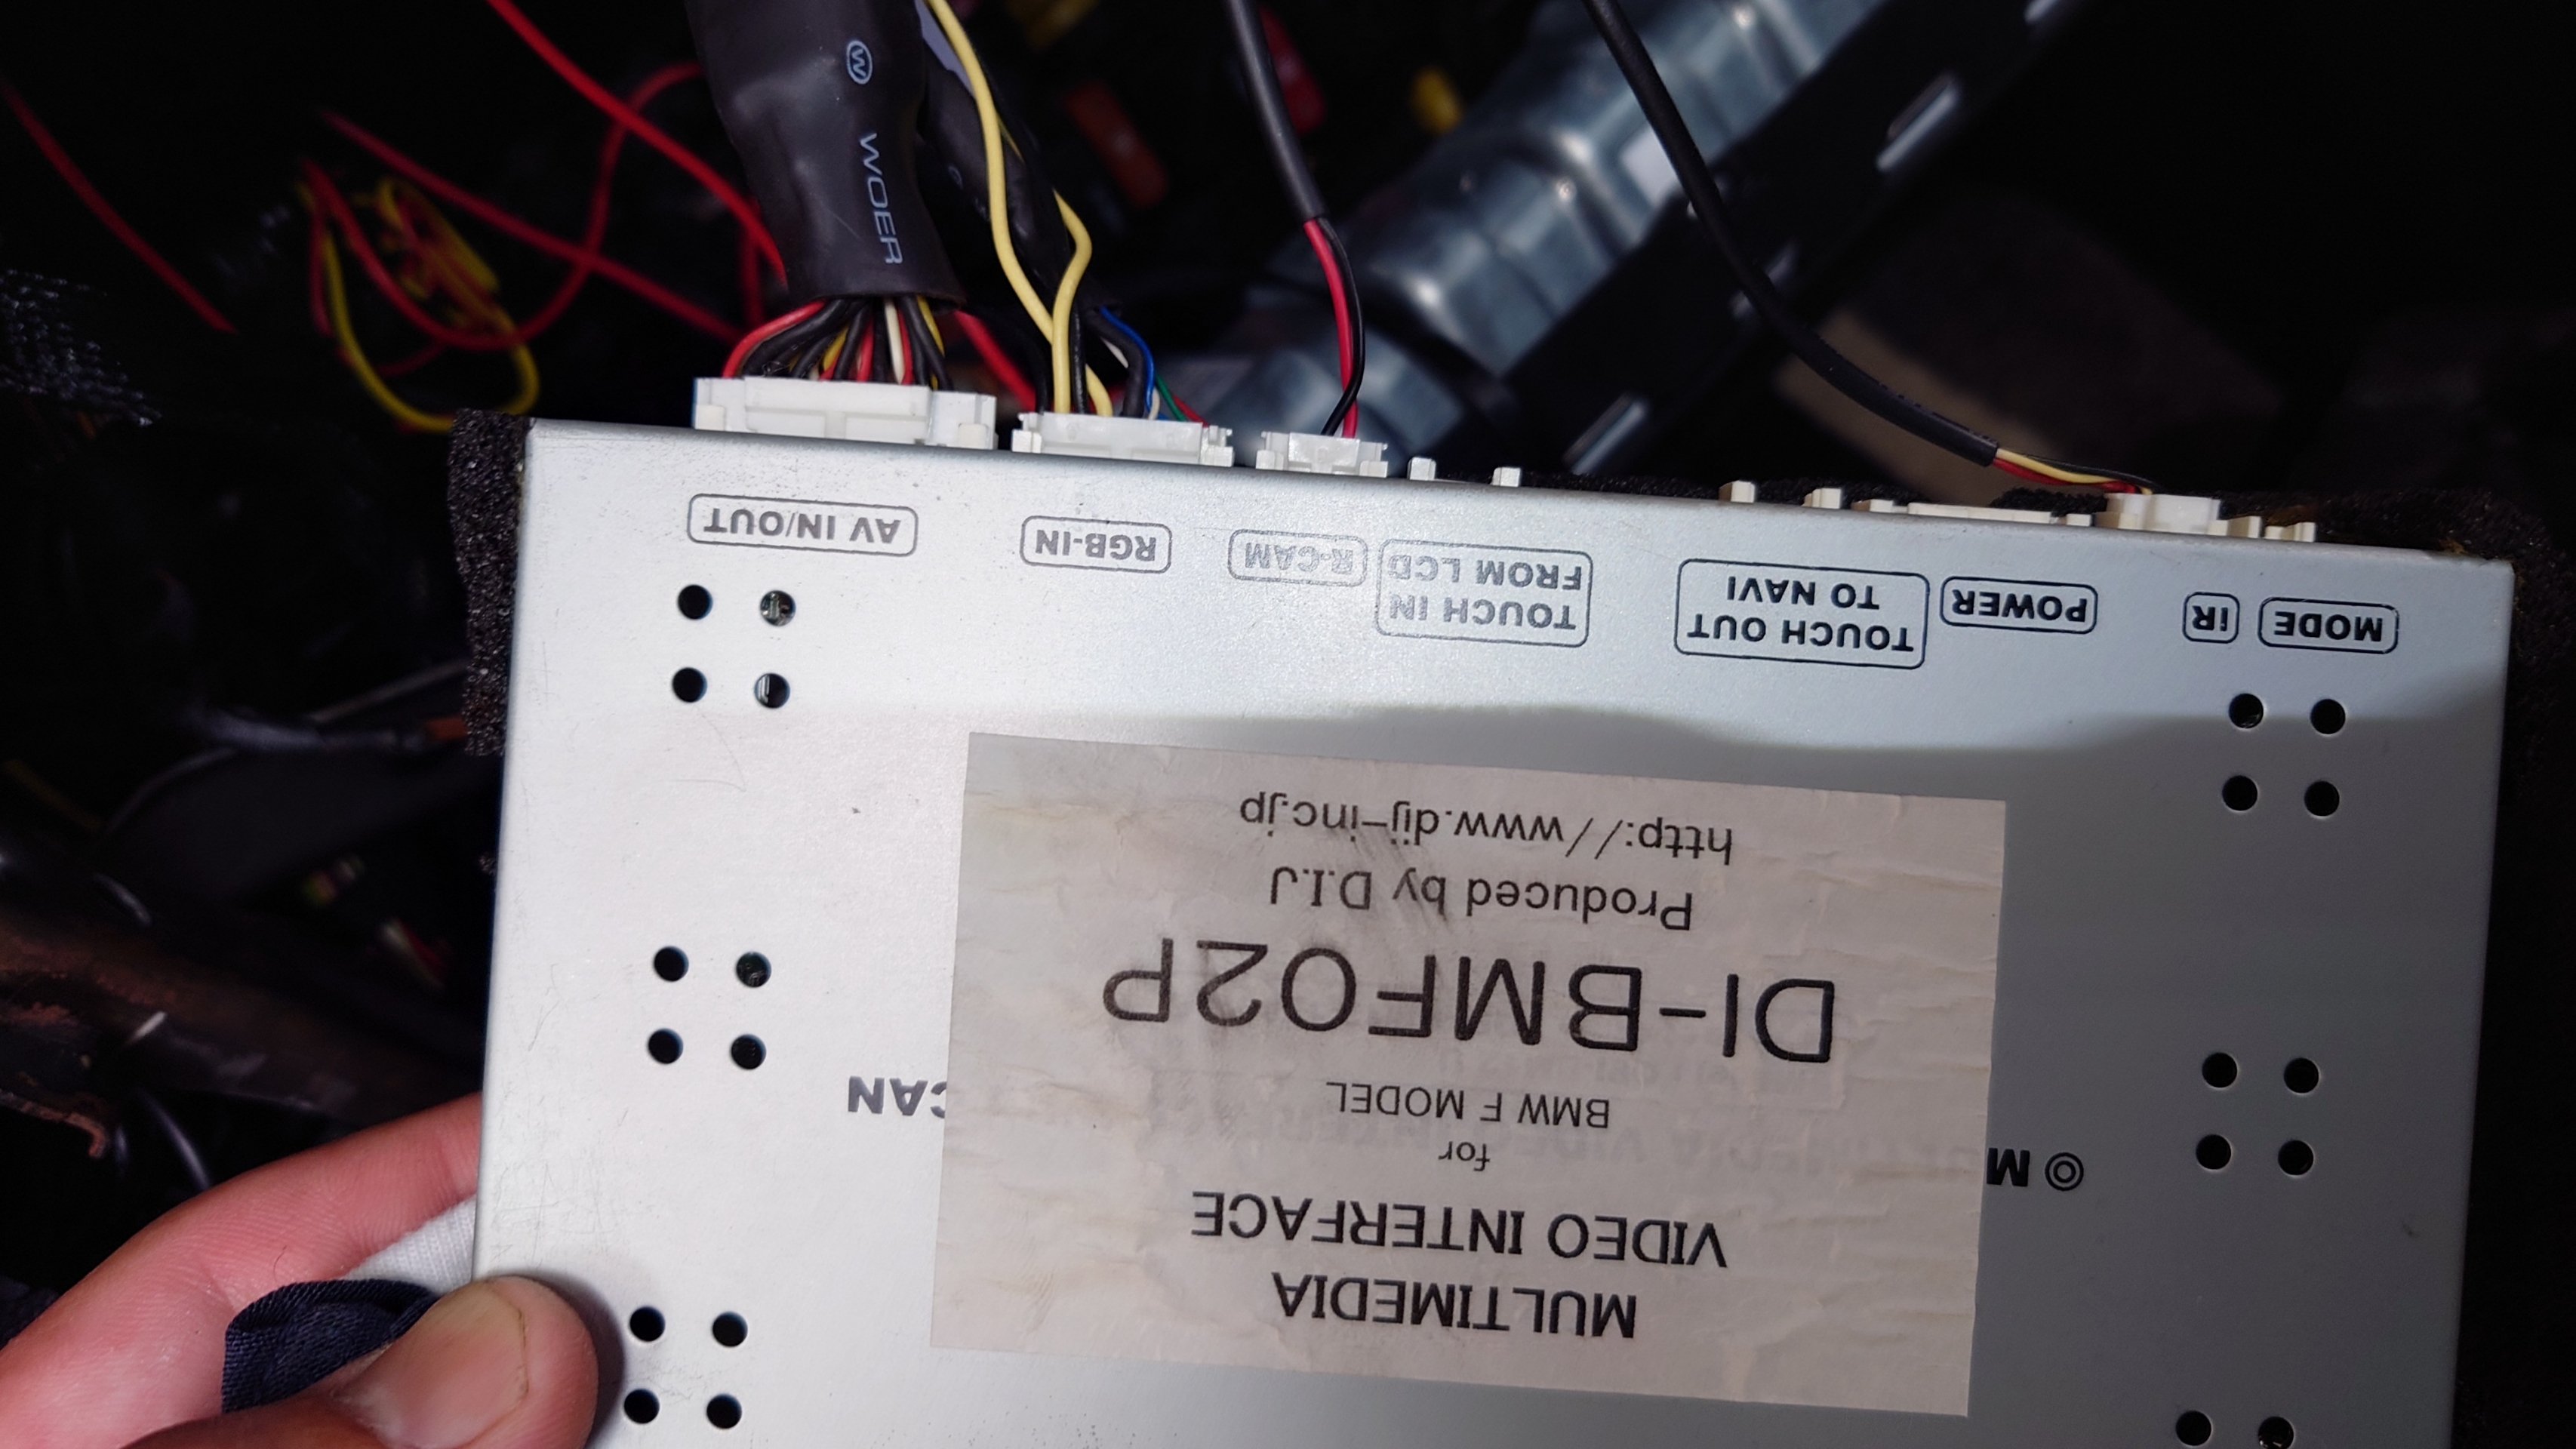 MODE
iR
POWER
TOUCH OUT
TO NAVI
TOUCH IN
FROM LCD
R-CAM
RGB-IN
AV IN/OUT
MULTIMEDIA
VIDEO INTERFACE
for
BMW F MODEL
DI-BMF02P
Produced by D.I.J
http://www.dij-inc.jp
M
CAN
W WOER